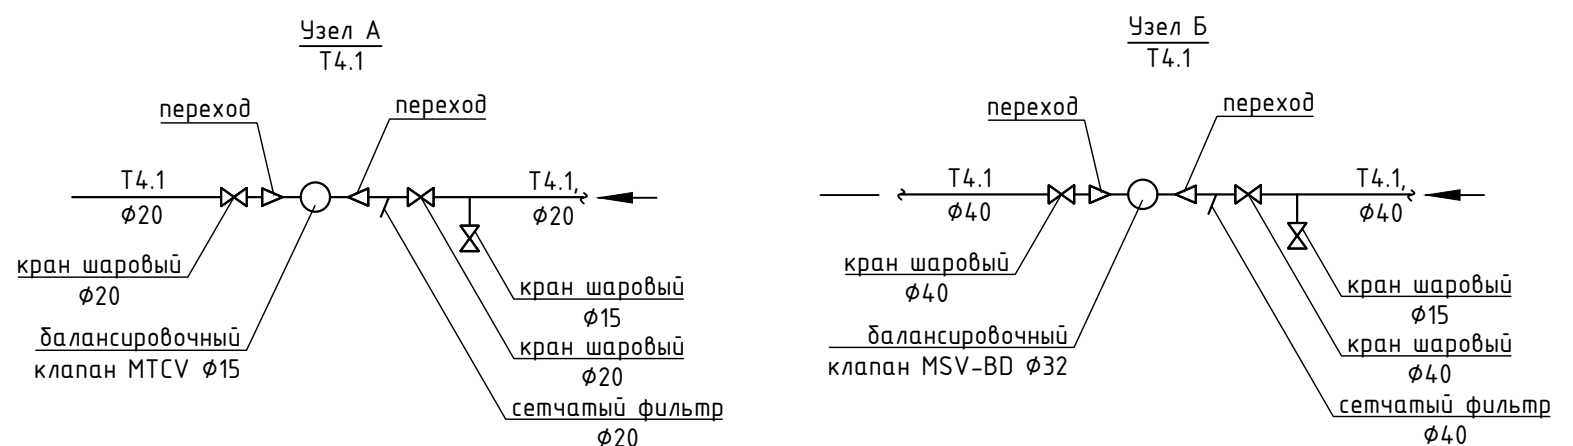 Узел А
Т4.1
переход
переход
Т4.1
Ø20
Т4.1,
Ø20
кран шаровый
Ø20
кран шаровый
Ø15
балансировочный
клапан MTCV Ø15
кран шаровый
Ø20
сетчатый фильтр
Ø20
Узел Б
Т4.1
переход
переход
Т4.1
Ø40
Т4.1,
Ø40
кран шаровый
Ø40
кран шаровый
Ø15
балансировочный
клапан MSV-BD Ø32
кран шаровый
Ø40
сетчатый фильтр
Ø40